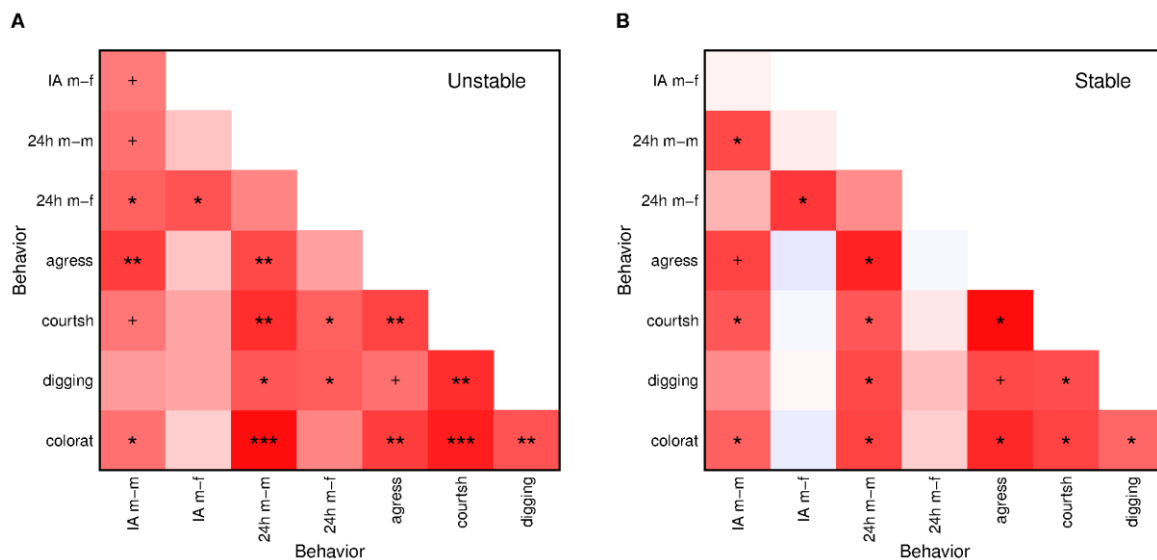 A
Unstable
IA m-f +
24h m-m +
24h m-f * *
agress ** **
courtsh + ** * **
digging * * + **
colorat * *** ** *** **
IA m-m IA m-f 24h m-m 24h m-f agress courtsh digging
Behavior
Behavior
B
Stable
IA m-f
24h m-m *
24h m-f *
agress + *
courtsh * * *
digging * + *
colorat * * * * *
IA m-m IA m-f 24h m-m 24h m-f agress courtsh digging
Behavior
Behavior